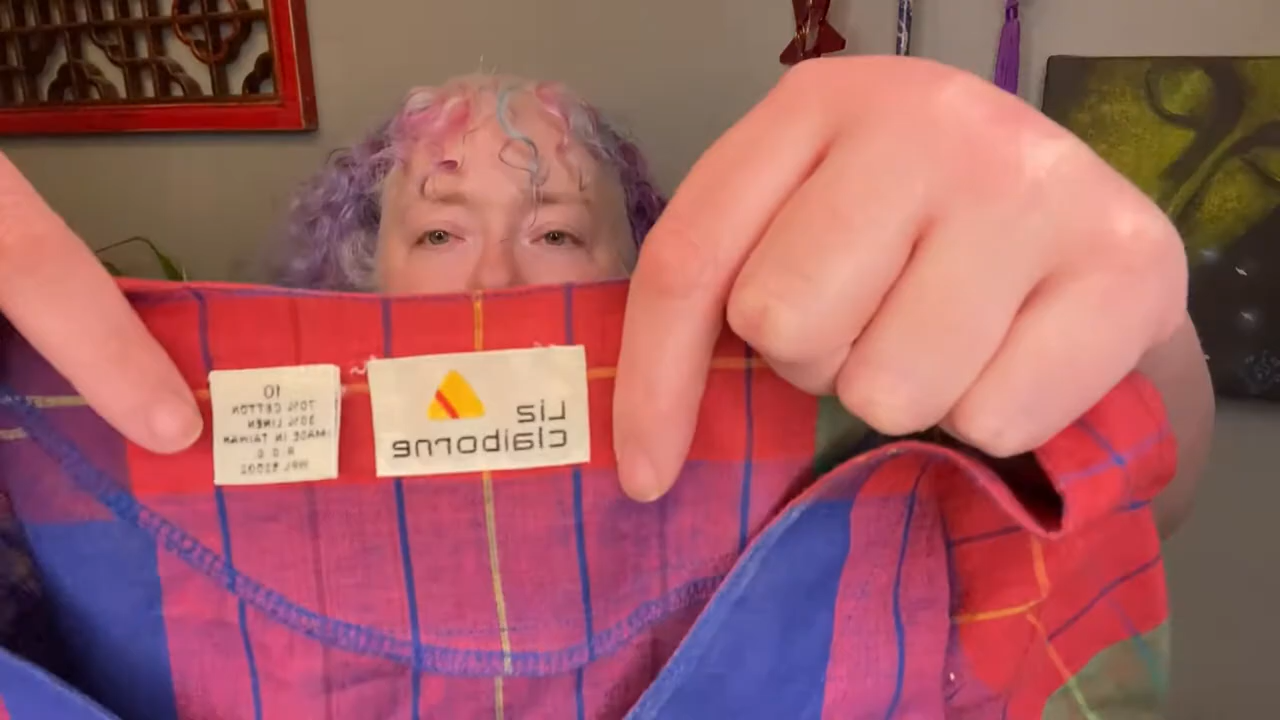 10
70% COTTON
30% LINEN
MADE IN TAIWAN
R.O.C.
Liz
claiborne